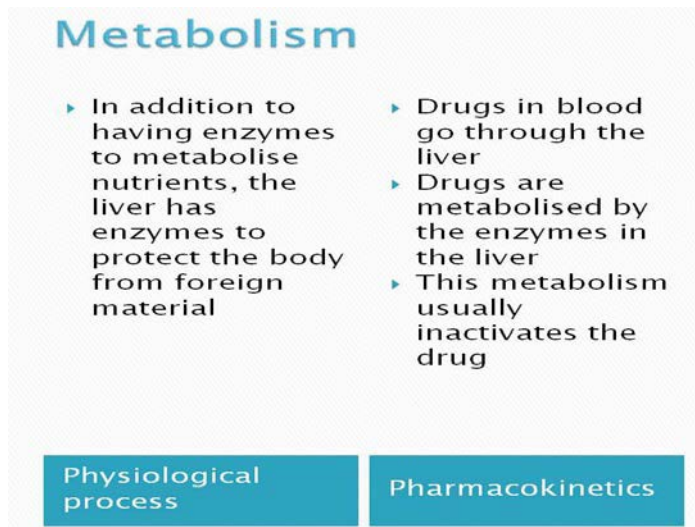 Metabolism
In addition to
having enzymes
to metabolise
nutrients, the
liver has
enzymes to
protect the body
from foreign
material
Drugs in blood
go through the
liver
Drugs are
metabolised by
the enzymes in
the liver
This metabolism
usually
inactivates the
drug
Physiological
process
Pharmacokinetics